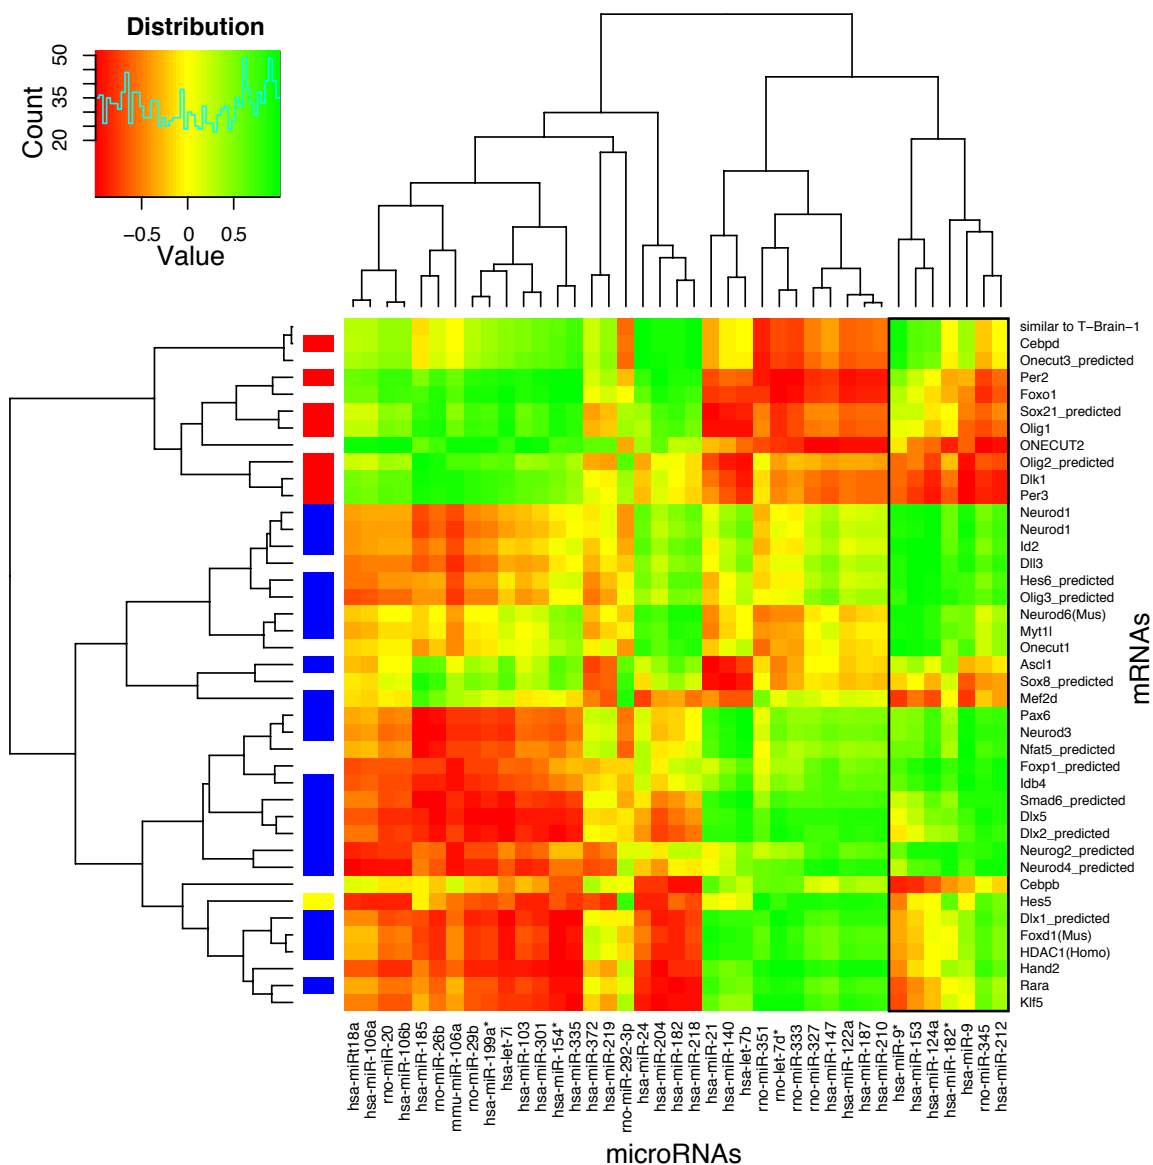 Distribution
50
35
20
Count
−0.5 0 0.5
Value
similar to T−Brain−1
Cebpd
Onecut3_predicted
Per2
Foxo1
Sox21_predicted
Olig1
ONECUT2
Olig2_predicted
Dlk1
Per3
Neurod1
Neurod1
Id2
Dll3
Hes6_predicted
Olig3_predicted
Neurod6(Mus)
Myt1l
Onecut1
Ascl1
Sox8_predicted
Mef2d
Pax6
Neurod3
Nfat5_predicted
Foxp1_predicted
Idb4
Smad6_predicted
Dlx5
Dlx2_predicted
Neurog2_predicted
Neurod4_predicted
Cebpb
Hes5
Dlx1_predicted
Foxd1(Mus)
HDAC1(Homo)
Hand2
Rara
Klf5
mRNAs
hsa-miRt18a
hsa-miR-106a
rno-miR-20
hsa-miR-106b
hsa-miR-185
rno-miR-26b
mmu-miR-106a
rno-miR-29b
hsa-miR-199a*
hsa-let-7i
hsa-miR-103
hsa-miR-301
hsa-miR-154*
hsa-miR-335
hsa-miR-372
hsa-miR-219
rno-miR-292-3p
hsa-miR-24
hsa-miR-204
hsa-miR-182
hsa-miR-218
hsa-miR-21
hsa-miR-140
hsa-let-7b
rno-miR-351
rno-let-7d*
rno-miR-333
rno-miR-327
hsa-miR-147
hsa-miR-122a
hsa-miR-187
hsa-miR-210
hsa-miR-9*
hsa-miR-153
hsa-miR-124a
hsa-miR-182*
hsa-miR-9
rno-miR-345
hsa-miR-212
microRNAs